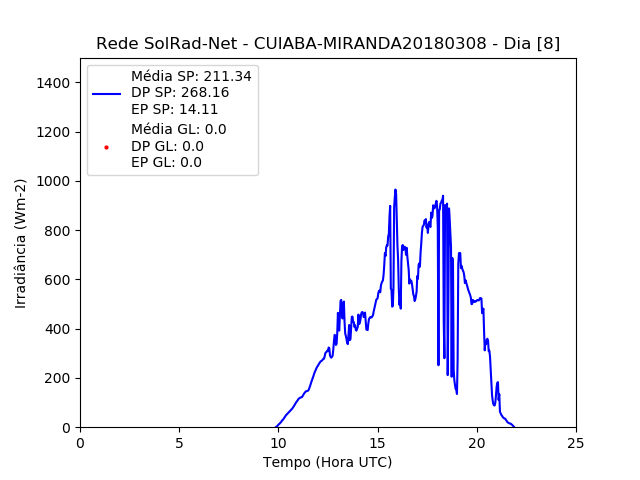 Rede SolRad-Net - CUIABA-MIRANDA20180308 - Dia [8]
Média SP: 211.34
DP SP: 268.16
EP SP: 14.11
Média GL: 0.0
DP GL: 0.0
EP GL: 0.0
Irradiância (Wm-2)
1400
1200
1000
800
600
400
200
0
0 5 10 15 20 25
Tempo (Hora UTC)